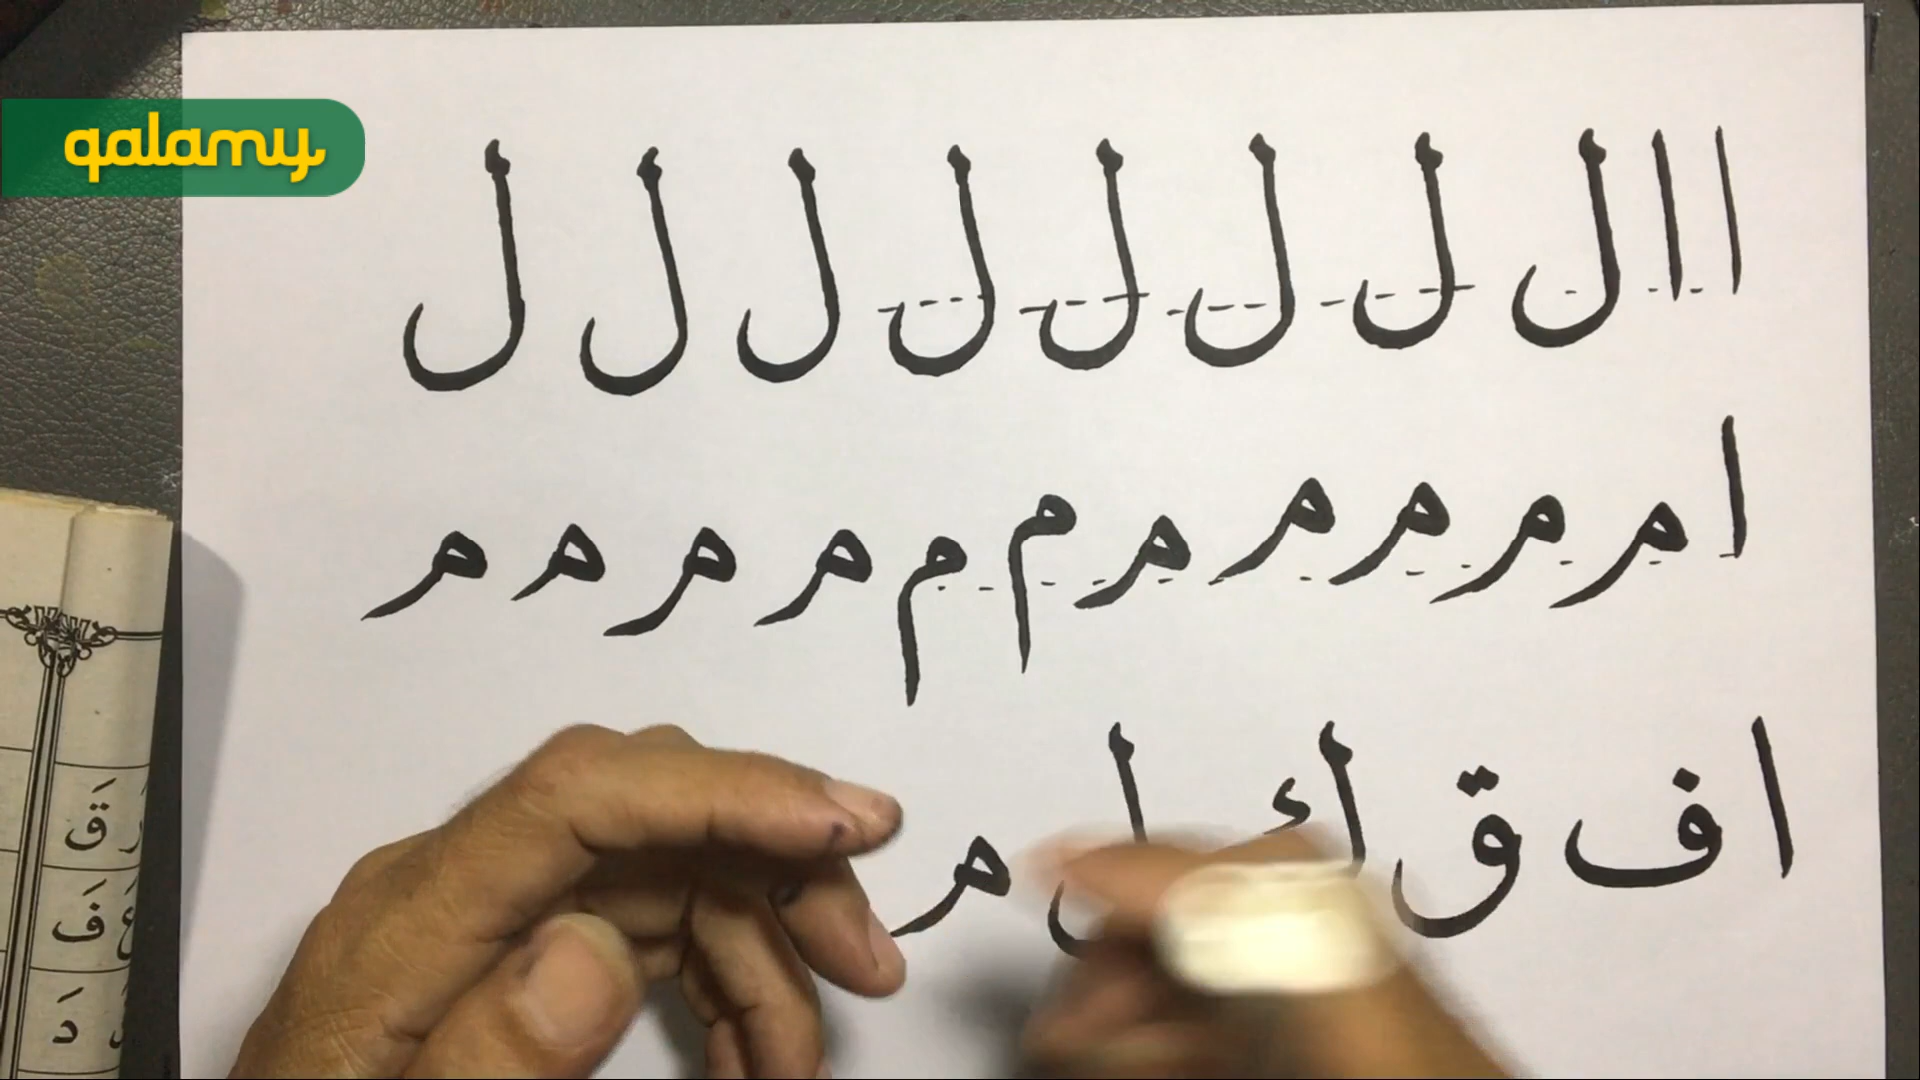 qalamy
ا ا ل ل ل ل ل ل ل ل
ا م م م م م م م م م م م
ا ف ق ك ل م
قَ
فَ
دَ